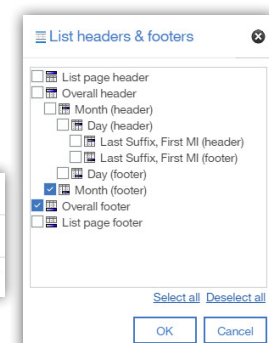 List headers & footers
List page header
Overall header
Month (header)
Day (header)
Last Suffix, First MI (header)
Last Suffix, First MI (footer)
Day (footer)
Month (footer)
Overall footer
List page footer
Select all Deselect all
OK Cancel